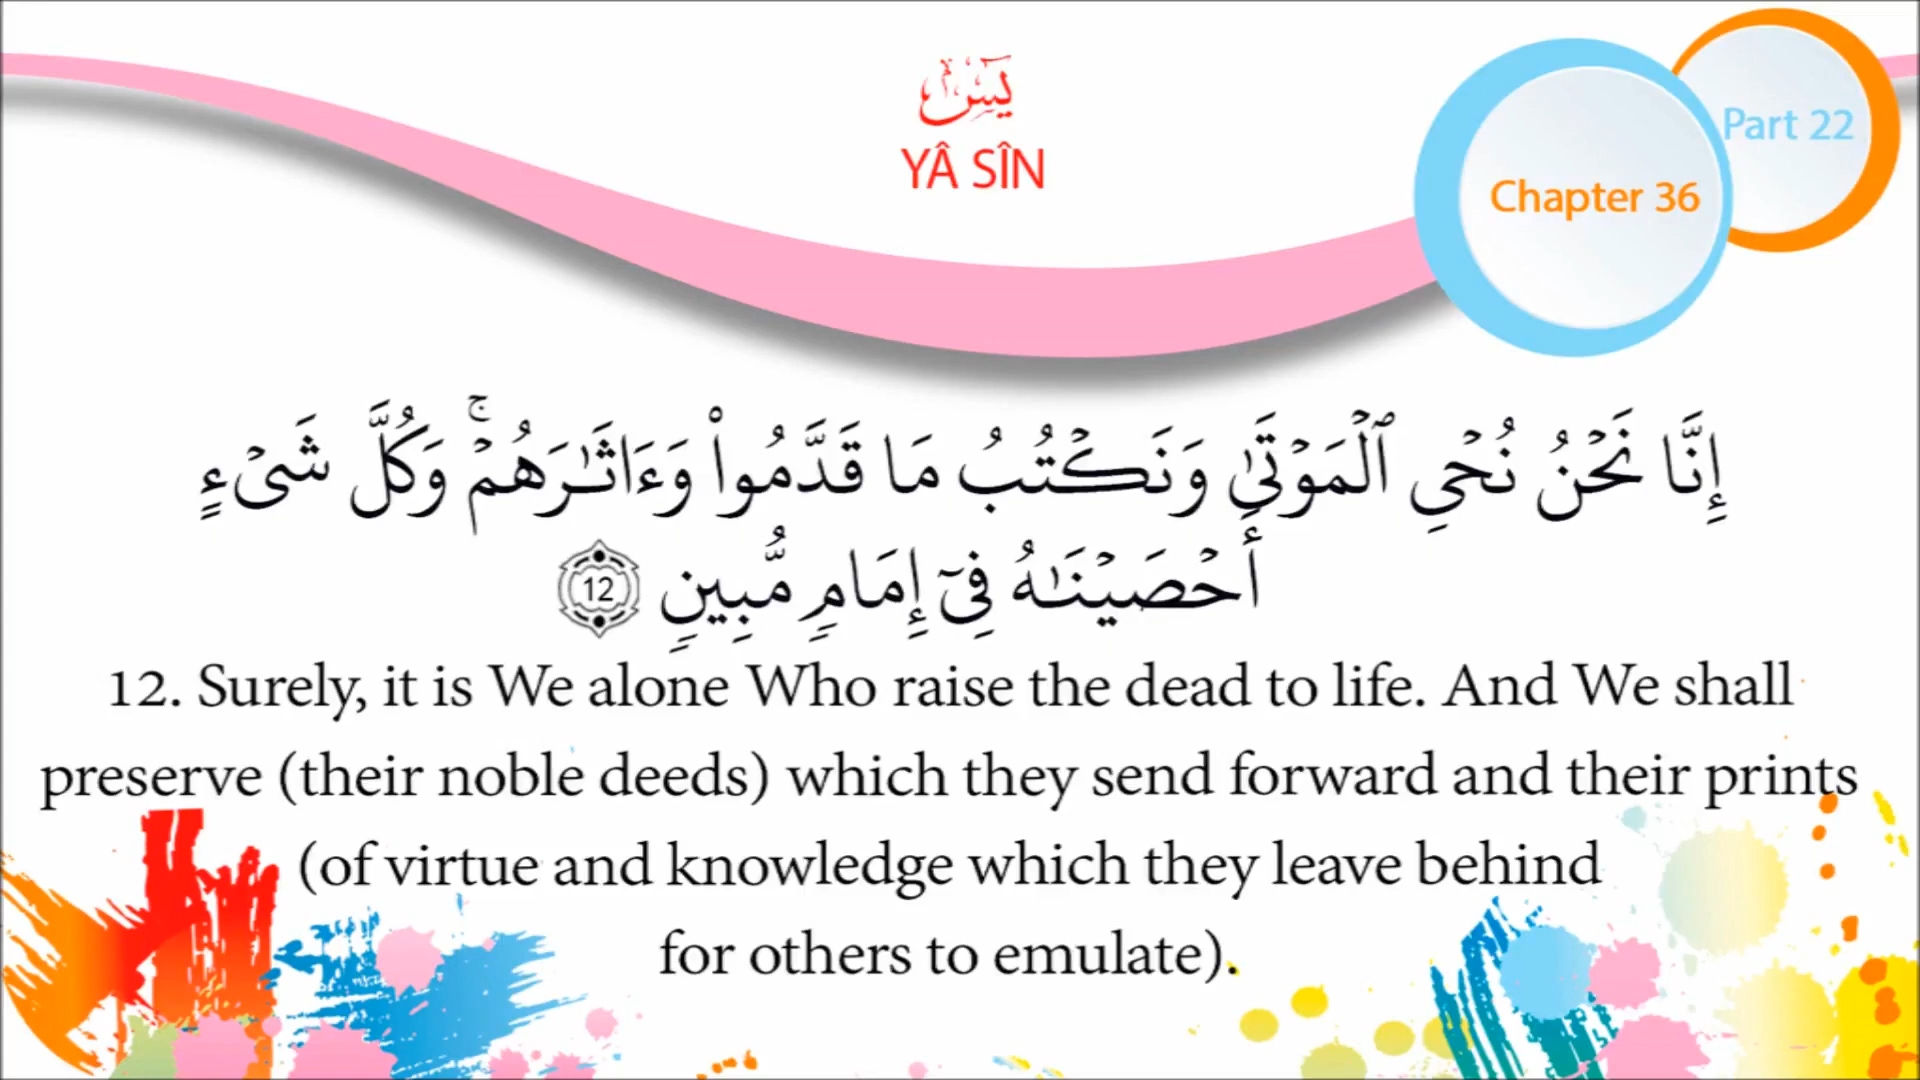 يسٓ
YÂ SÎN
Part 22
Chapter 36
إِنَّا نَحۡنُ نُحۡيِ ٱلۡمَوۡتَىٰ وَنَكۡتُبُ مَا قَدَّمُواْ وَءَاثَٰرَهُمۡۚ وَكُلَّ شَيۡءٍ
أَحۡصَيۡنَٰهُ فِيٓ إِمَامٖ مُّبِينٖ 12
12. Surely, it is We alone Who raise the dead to life. And We shall
preserve (their noble deeds) which they send forward and their prints
(of virtue and knowledge which they leave behind
for others to emulate).